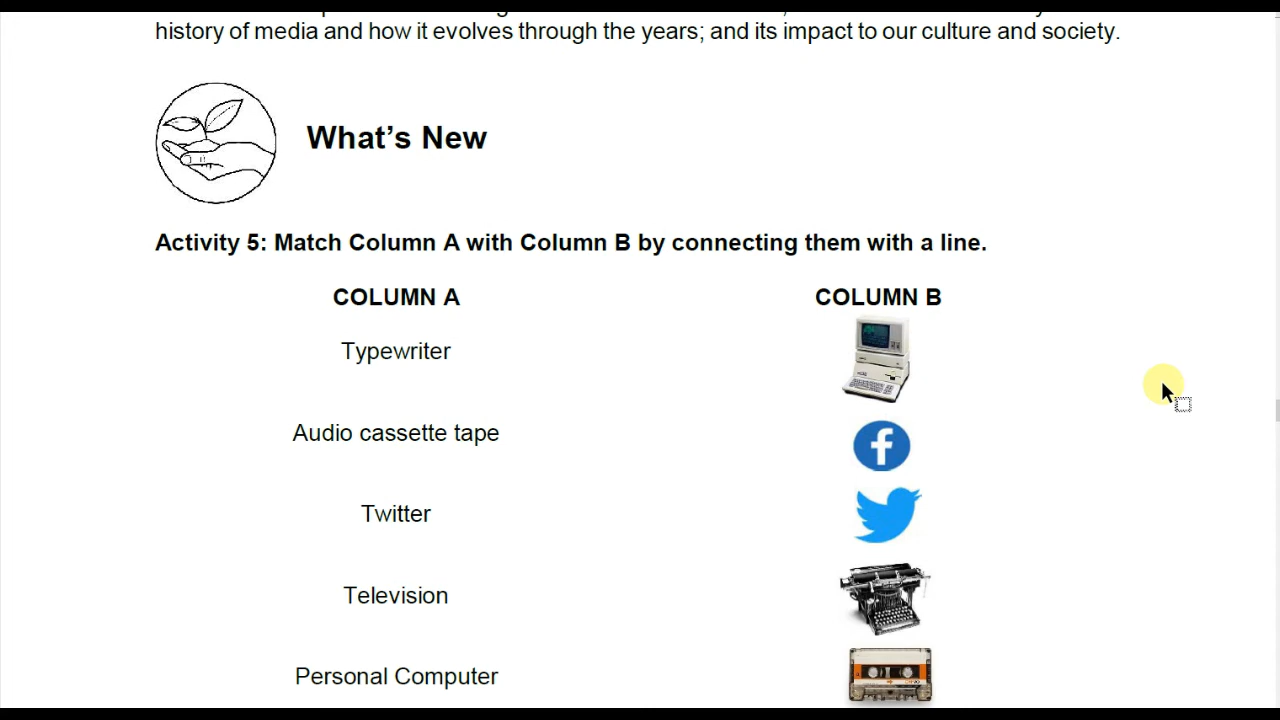 history of media and how it evolves through the years; and its impact to our culture and society.
What's New
Activity 5: Match Column A with Column B by connecting them with a line.
COLUMN A
COLUMN B
Typewriter
Audio cassette tape
Twitter
Television
Personal Computer